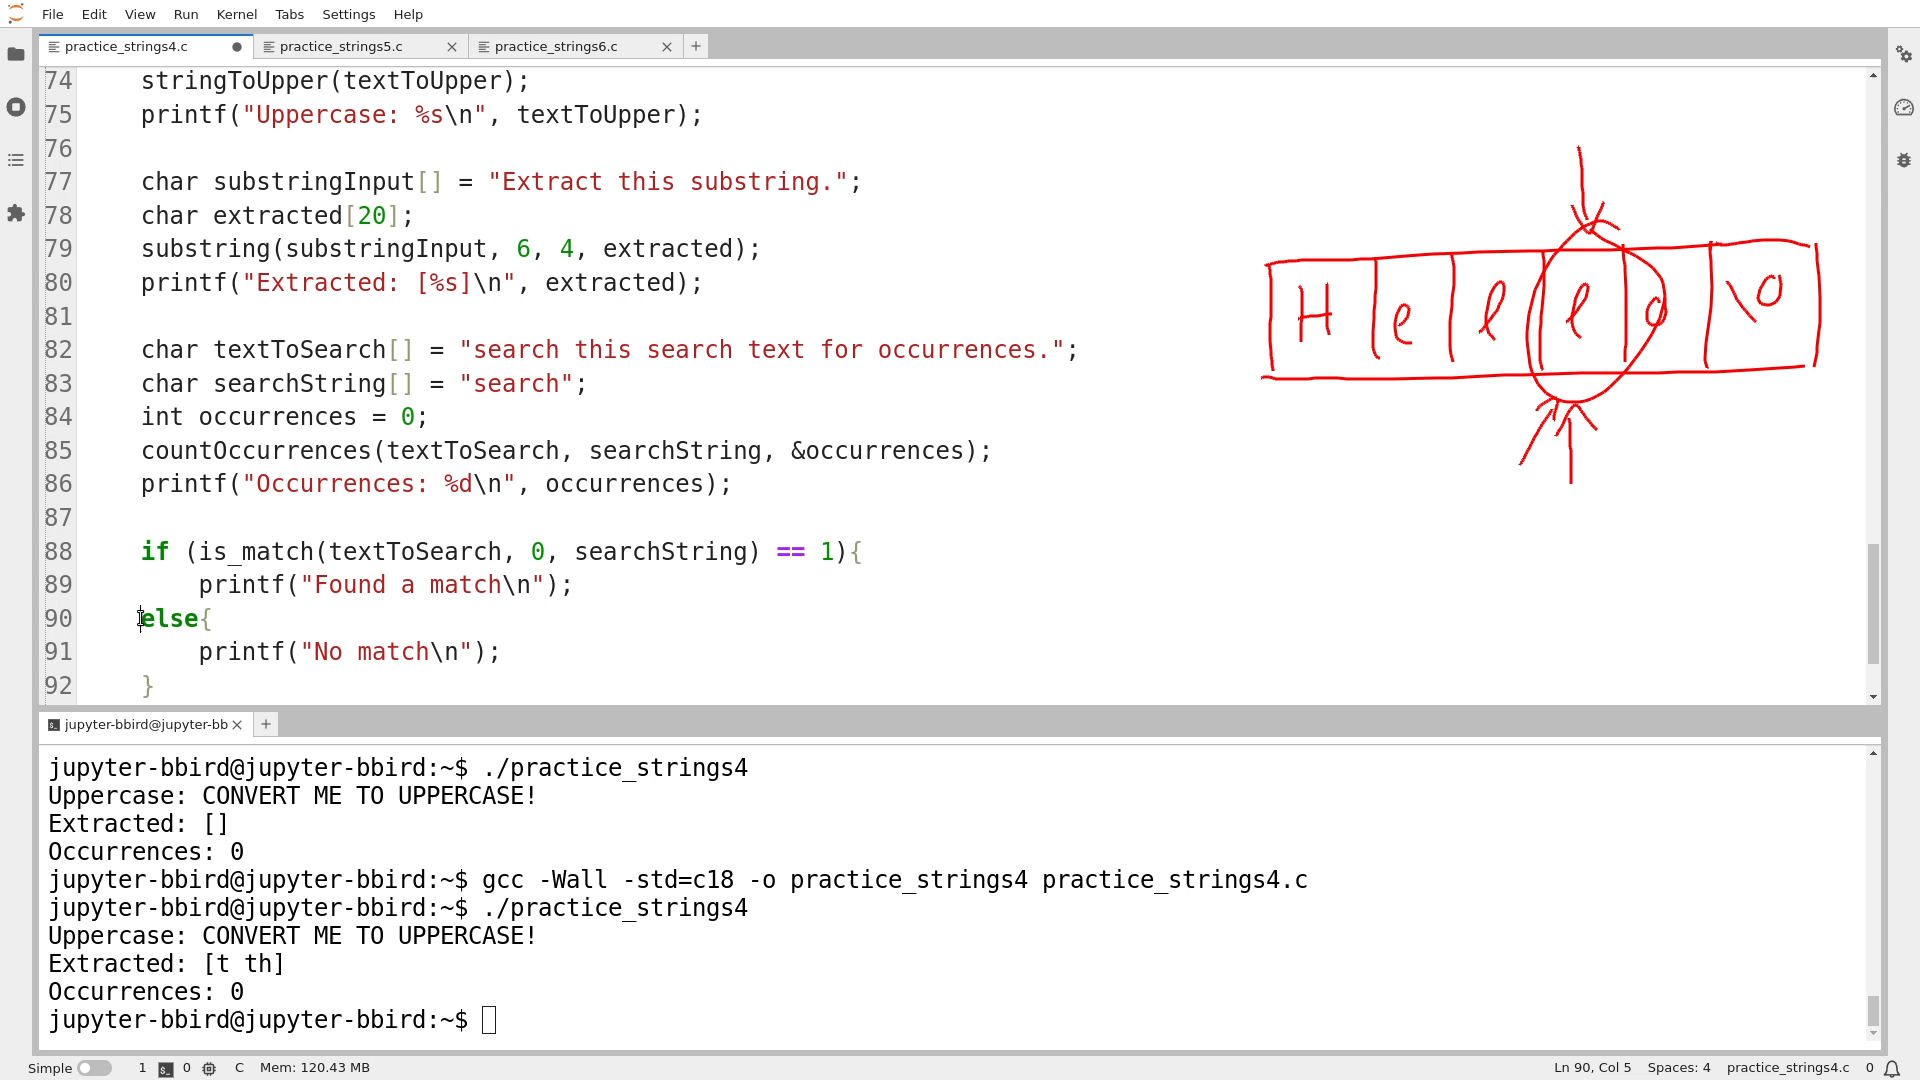 File Edit View Run Kernel Tabs Settings Help
practice_strings4.c practice_strings5.c practice_strings6.c
74 stringToUpper(textToUpper);
75 printf("Uppercase: %s\n", textToUpper);
76
77 char substringInput[] = "Extract this substring.";
78 char extracted[20];
79 substring(substringInput, 6, 4, extracted);
80 printf("Extracted: [%s]\n", extracted);
81
82 char textToSearch[] = "search this search text for occurrences.";
83 char searchString[] = "search";
84 int occurrences = 0;
85 countOccurrences(textToSearch, searchString, &occurrences);
86 printf("Occurrences: %d\n", occurrences);
87
88 if (is_match(textToSearch, 0, searchString) == 1){
89 printf("Found a match\n");
90 else{
91 printf("No match\n");
92 }
H e l l o \0
jupyter-bbird@jupyter-bb
jupyter-bbird@jupyter-bbird:~$ ./practice_strings4
Uppercase: CONVERT ME TO UPPERCASE!
Extracted: []
Occurrences: 0
jupyter-bbird@jupyter-bbird:~$ gcc -Wall -std=c18 -o practice_strings4 practice_strings4.c
jupyter-bbird@jupyter-bbird:~$ ./practice_strings4
Uppercase: CONVERT ME TO UPPERCASE!
Extracted: [t th]
Occurrences: 0
jupyter-bbird@jupyter-bbird:~$
Simple 1 0 C Mem: 120.43 MB Ln 90, Col 5 Spaces: 4 practice_strings4.c 0